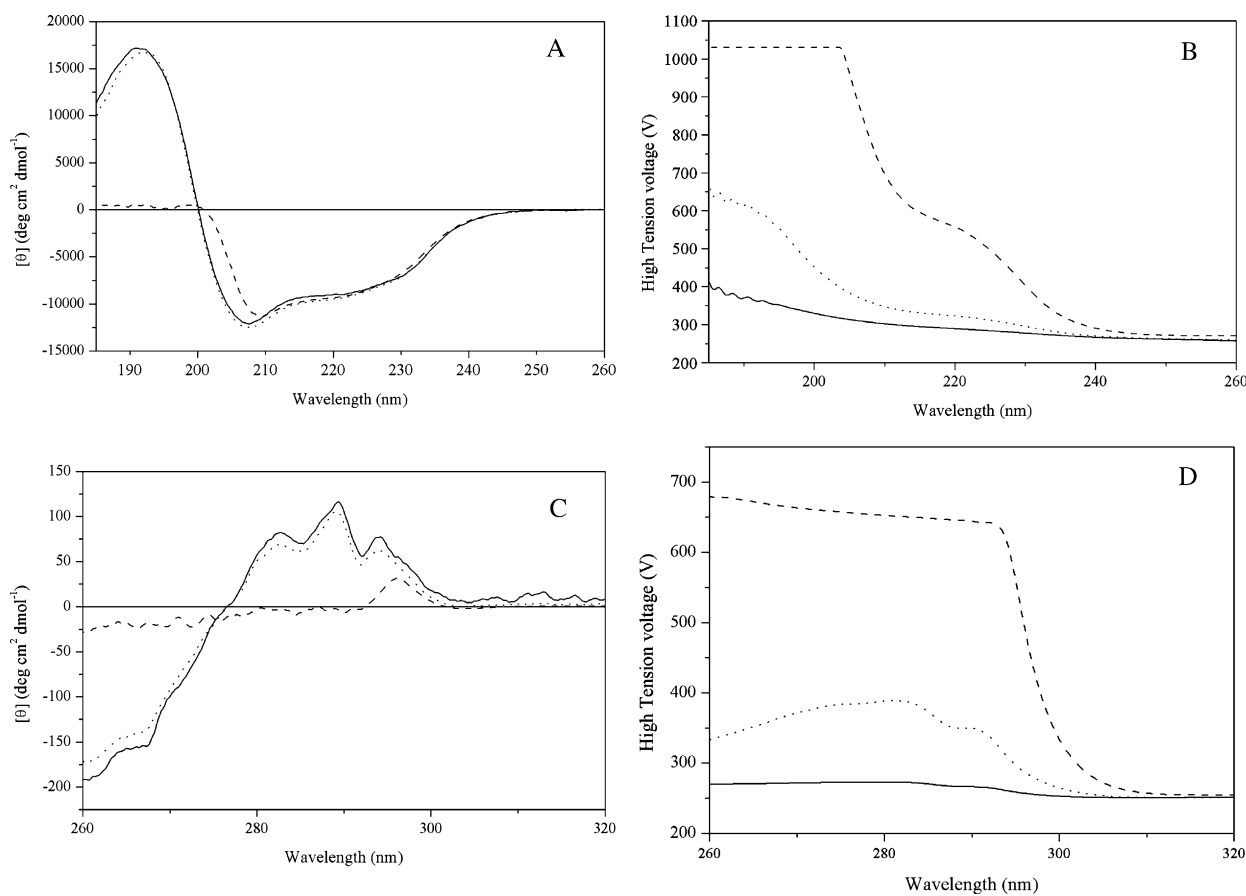 A
20000
15000
10000
5000
0
-5000
-10000
-15000
190 200 210 220 230 240 250 260
[θ] (deg cm² dmol⁻¹)
Wavelength (nm)
B
1100
1000
900
800
700
600
500
400
300
200
200 220 240 260
High Tension voltage (V)
Wavelength (nm)
C
150
100
50
0
-50
-100
-150
-200
260 280 300 320
[θ] (deg cm² dmol⁻¹)
Wavelength (nm)
D
700
600
500
400
300
200
260 280 300 320
High Tension voltage (V)
Wavelength (nm)